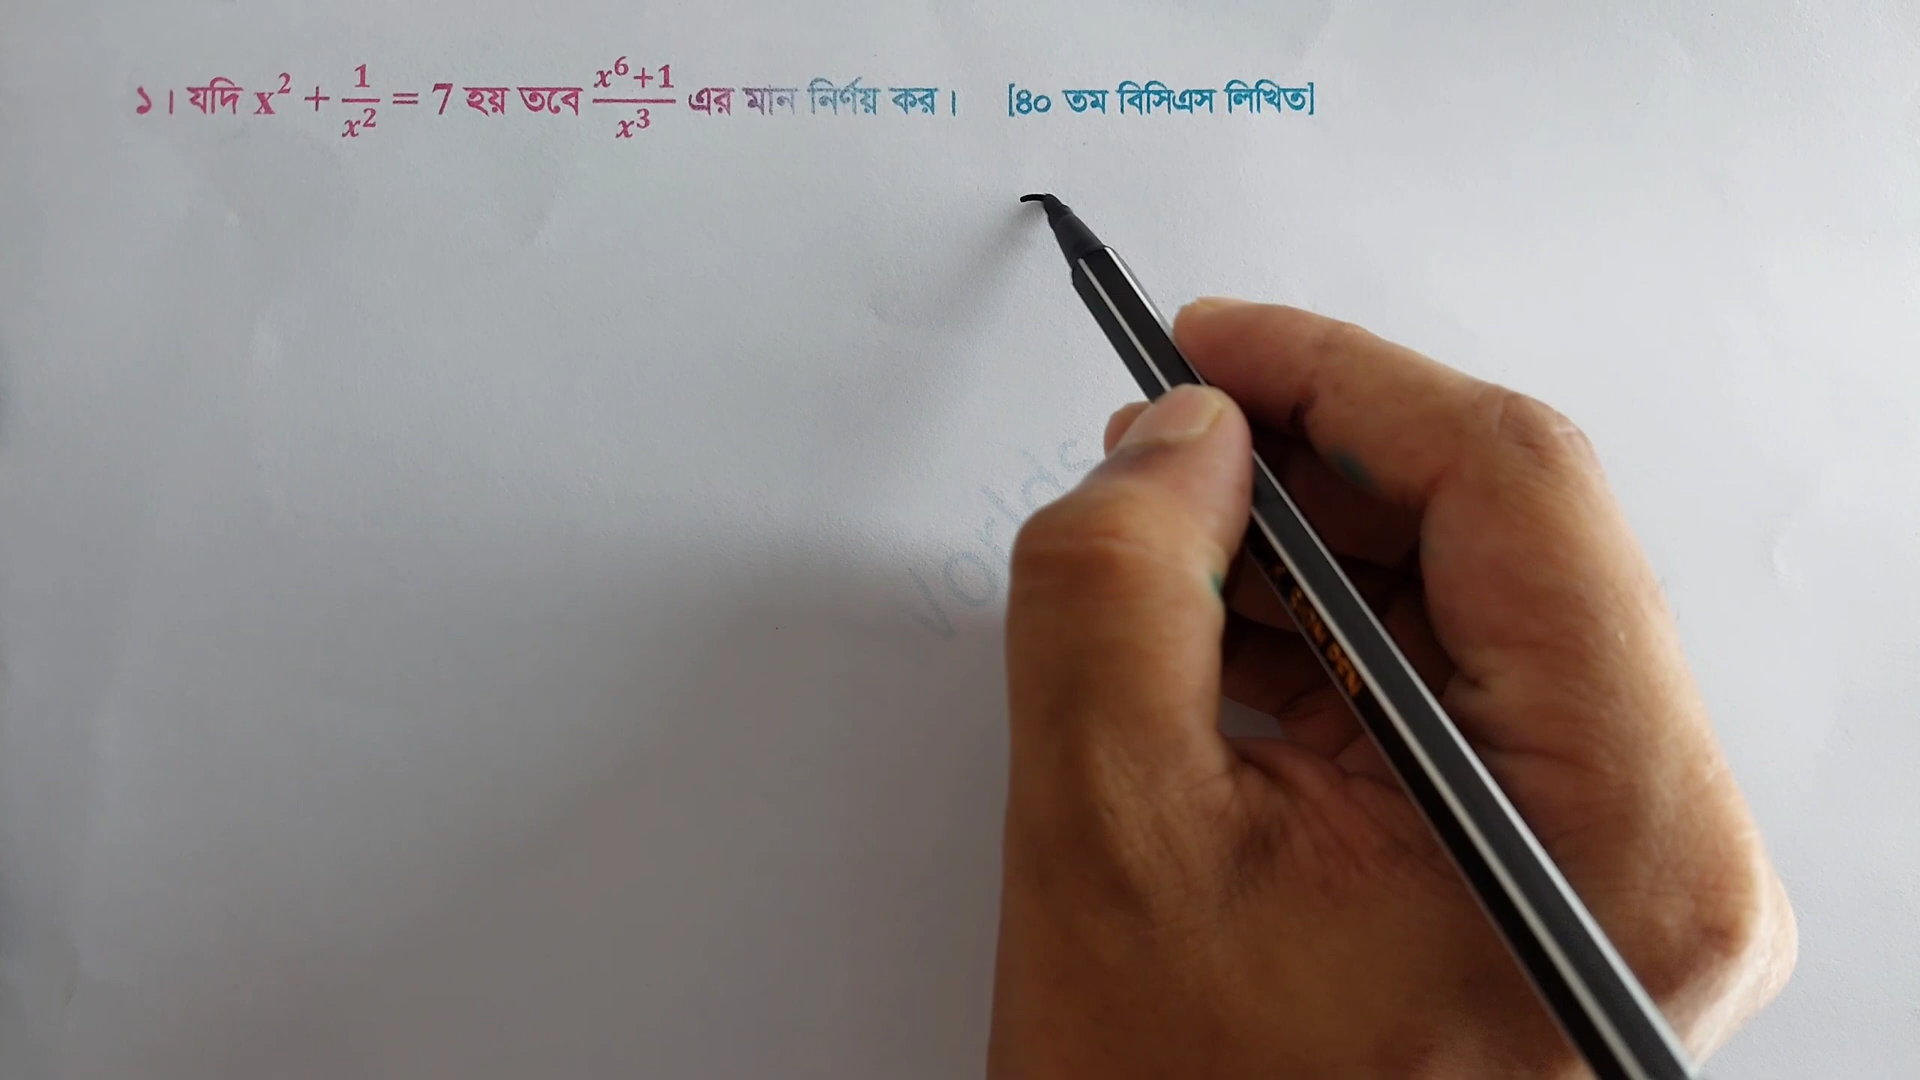 ১। যদি x² + 1/x² = 7 হয় তবে x⁶+1/x³ এর মান নির্ণয় কর। [৪০ তম বিসিএস লিখিত]